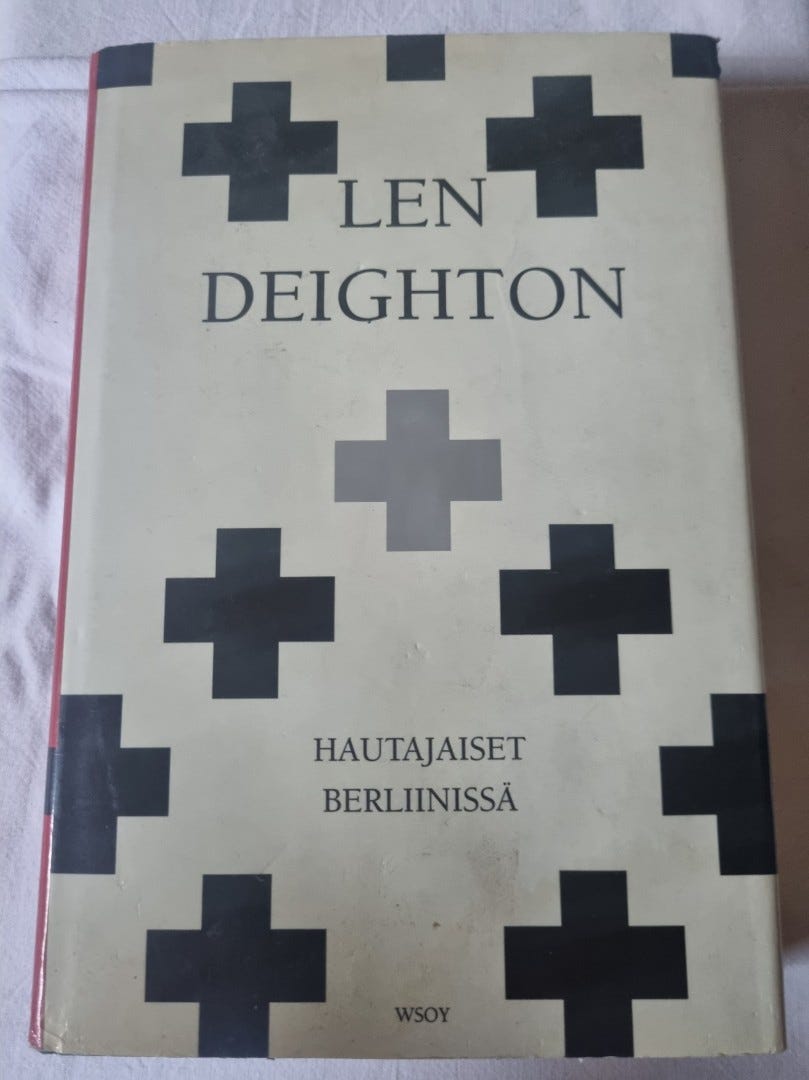 LEN
DEIGHTON
HAUTAJAISET
BERLIINISSÄ
WSOY